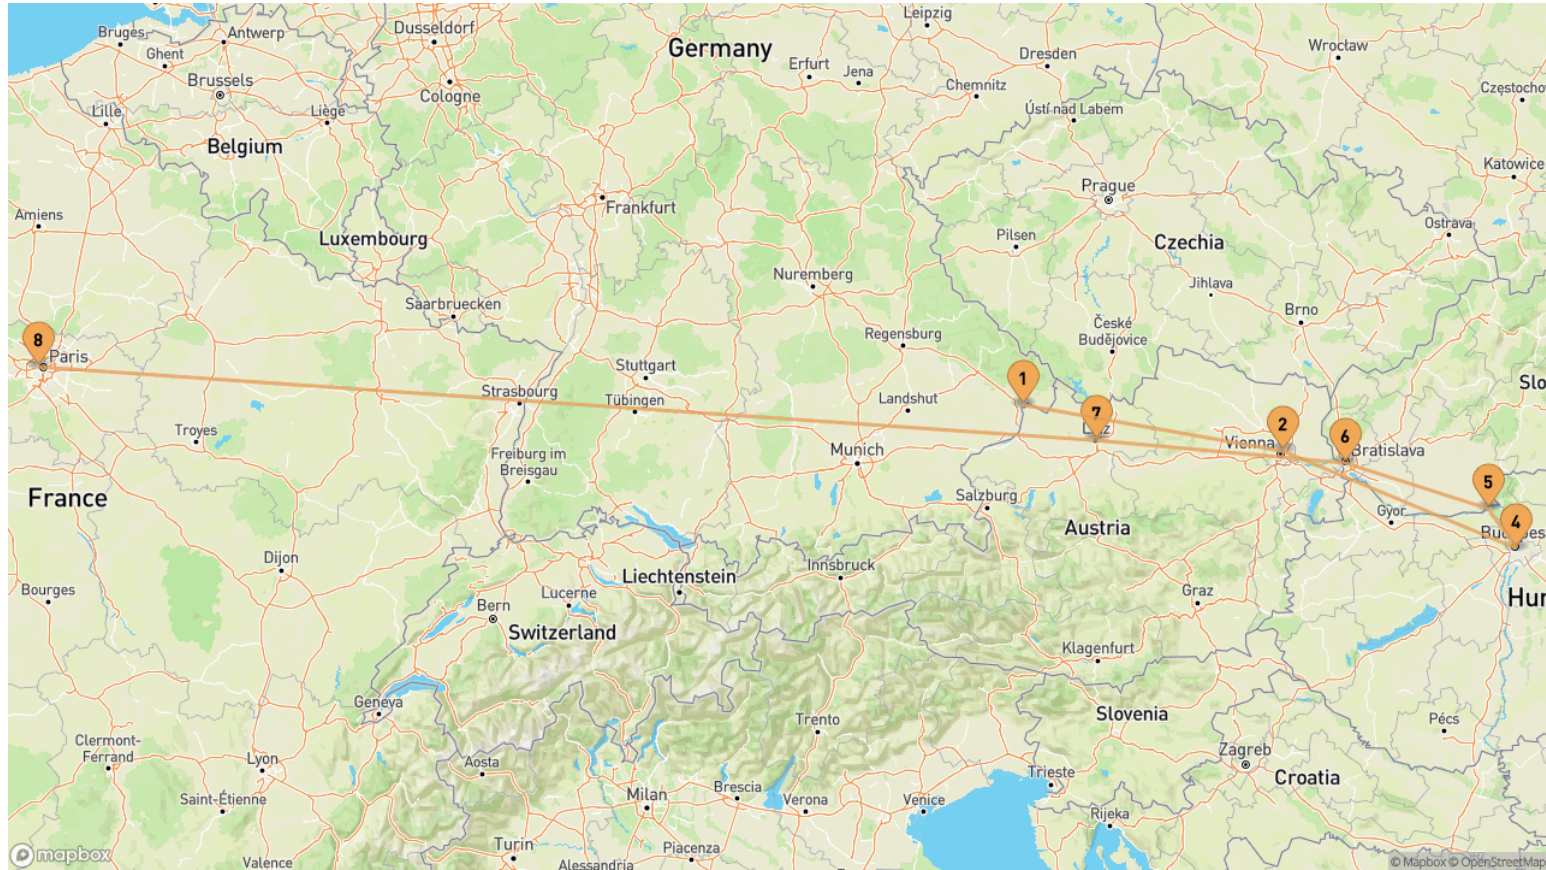 Leipzig
Bruges
Antwerp
Dusseldorf
Germany
Wrocław
Ghent
Dresden
Erfurt
Jena
Brussels
Chemnitz
Częstocho
Cologne
Lille
Liège
Ústí nad Labem
Belgium
Katowice
Prague
Frankfurt
Amiens
Ostrava
Pilsen
Luxembourg
Czechia
Nuremberg
Jihlava
Saarbruecken
Brno
České
Budějovice
Regensburg
8
Paris
Stuttgart
1
Slo
Strasbourg
Tübingen
Landshut
7
2
Troyes
Vienna
6
Munich
Bratislava
Freiburg im
Breisgau
5
France
Salzburg
Gyor
4
Austria
Dijon
Innsbruck
Liechtenstein
Bourges
Lucerne
Graz
Hun
Bern
Switzerland
Klagenfurt
Geneva
Slovenia
Trento
Pécs
Clermont-
Ferrand
Zagreb
Lyon
Aosta
Trieste
Croatia
Saint-Étienne
Milan
Brescia
Verona
Venice
Rijeka
Turin
Piacenza
mapbox
Valence
Alessandria
© Mapbox © OpenStreetMap